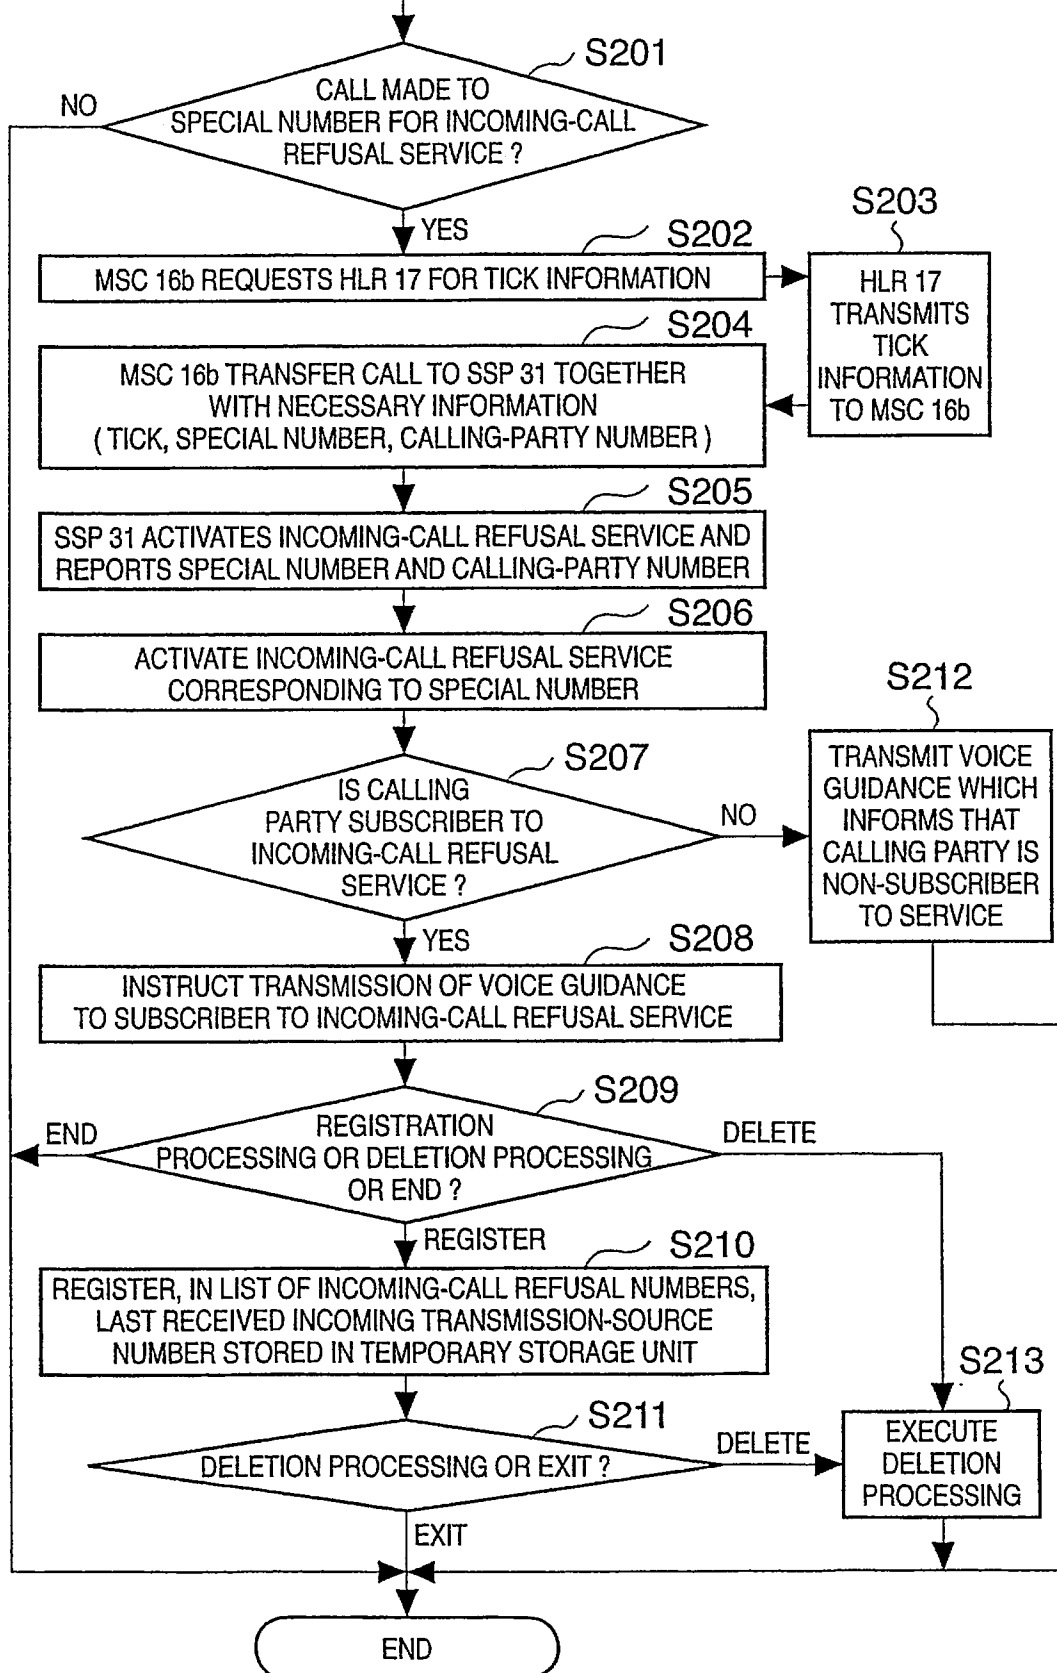 S201
CALL MADE TO
SPECIAL NUMBER FOR INCOMING-CALL
REFUSAL SERVICE ?
NO
YES
S202
MSC 16b REQUESTS HLR 17 FOR TICK INFORMATION
S203
HLR 17
TRANSMITS
TICK
INFORMATION
TO MSC 16b
S204
MSC 16b TRANSFER CALL TO SSP 31 TOGETHER
WITH NECESSARY INFORMATION
( TICK, SPECIAL NUMBER, CALLING-PARTY NUMBER )
S205
SSP 31 ACTIVATES INCOMING-CALL REFUSAL SERVICE AND
REPORTS SPECIAL NUMBER AND CALLING-PARTY NUMBER
S206
ACTIVATE INCOMING-CALL REFUSAL SERVICE
CORRESPONDING TO SPECIAL NUMBER
S207
IS CALLING
PARTY SUBSCRIBER TO
INCOMING-CALL REFUSAL
SERVICE ?
NO
S212
TRANSMIT VOICE
GUIDANCE WHICH
INFORMS THAT
CALLING PARTY IS
NON-SUBSCRIBER
TO SERVICE
YES
S208
INSTRUCT TRANSMISSION OF VOICE GUIDANCE
TO SUBSCRIBER TO INCOMING-CALL REFUSAL SERVICE
S209
REGISTRATION
PROCESSING OR DELETION PROCESSING
OR END ?
END
DELETE
REGISTER
S210
REGISTER, IN LIST OF INCOMING-CALL REFUSAL NUMBERS,
LAST RECEIVED INCOMING TRANSMISSION-SOURCE
NUMBER STORED IN TEMPORARY STORAGE UNIT
S211
DELETION PROCESSING OR EXIT ?
DELETE
S213
EXECUTE
DELETION
PROCESSING
EXIT
END